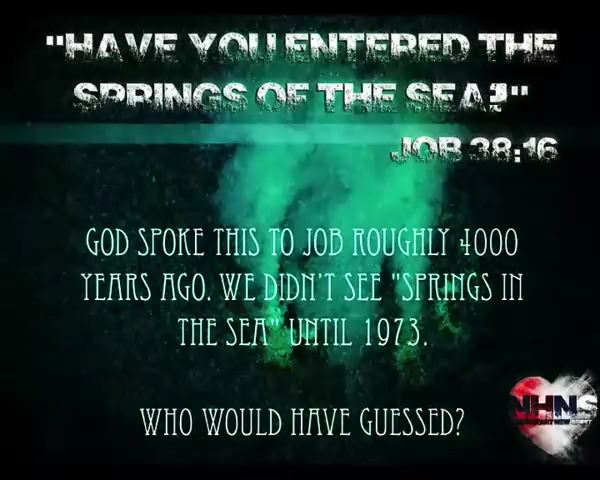 "HAVE YOU ENTERED THE
SPRINGS OF THE SEA?"
JOB 38:16
GOD SPOKE THIS TO JOB ROUGHLY 4000
YEARS AGO. WE DIDN'T SEE "SPRINGS IN
THE SEA" UNTIL 1973.
WHO WOULD HAVE GUESSED?
NHNS